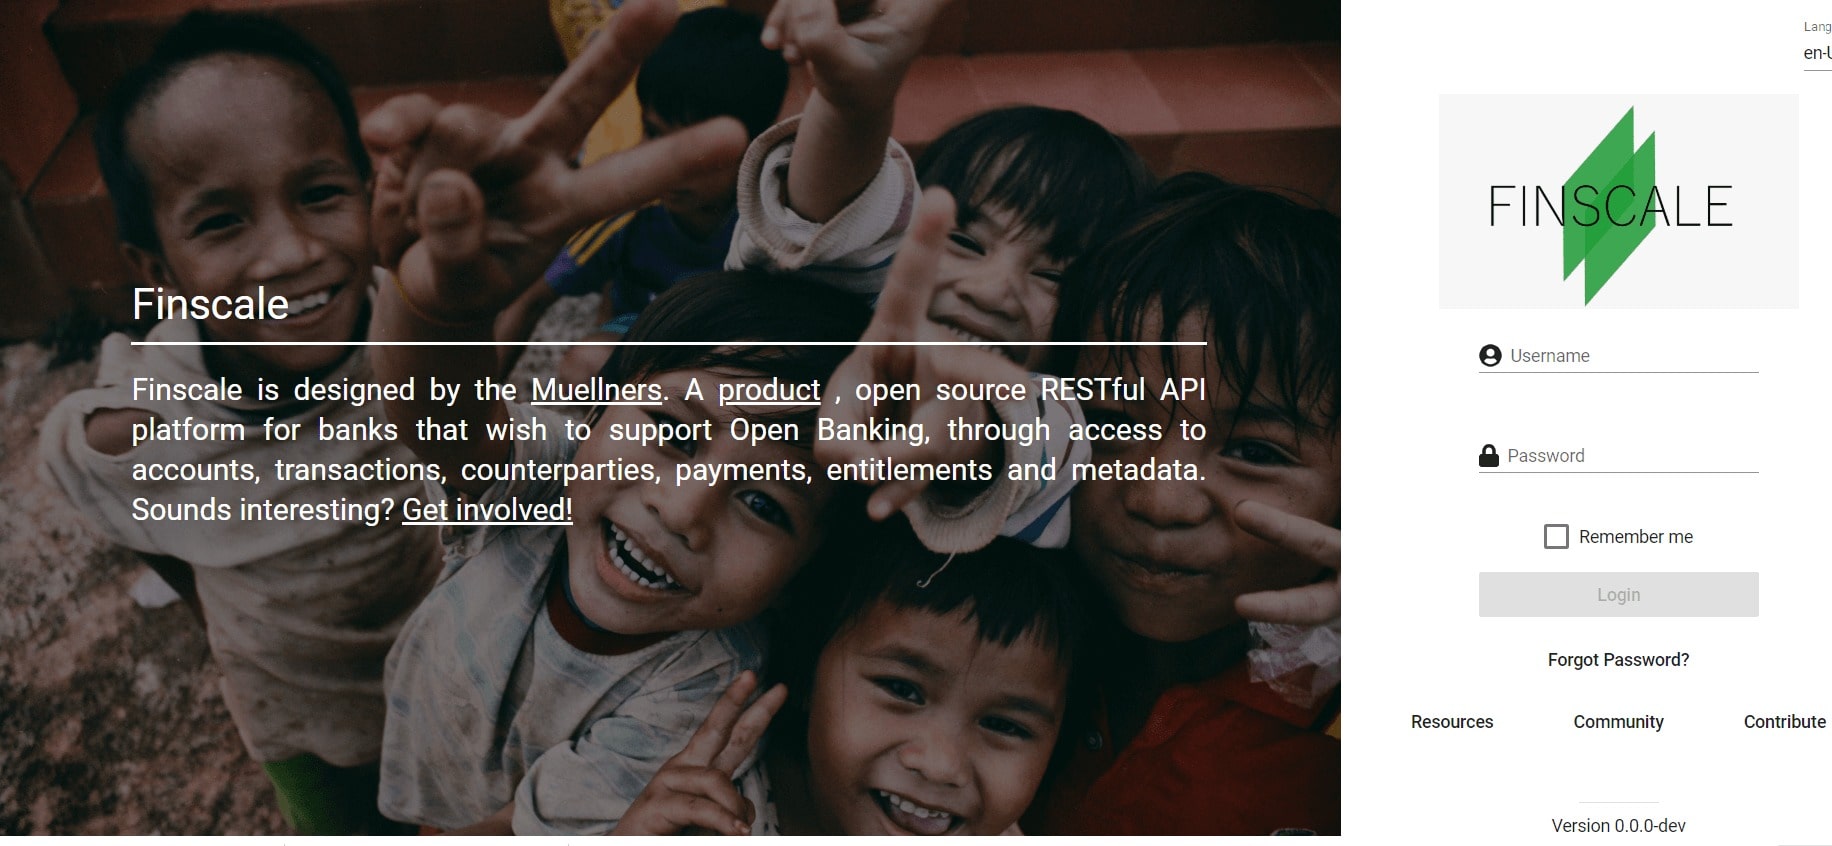 Finscale
Finscale is designed by the Muellners. A product , open source RESTful API
platform for banks that wish to support Open Banking, through access to
accounts, transactions, counterparties, payments, entitlements and metadata.
Sounds interesting? Get involved!
Lang
en-U
FINSCALE
Username
Password
Remember me
Login
Forgot Password?
Resources Community Contribute
Version 0.0.0-dev